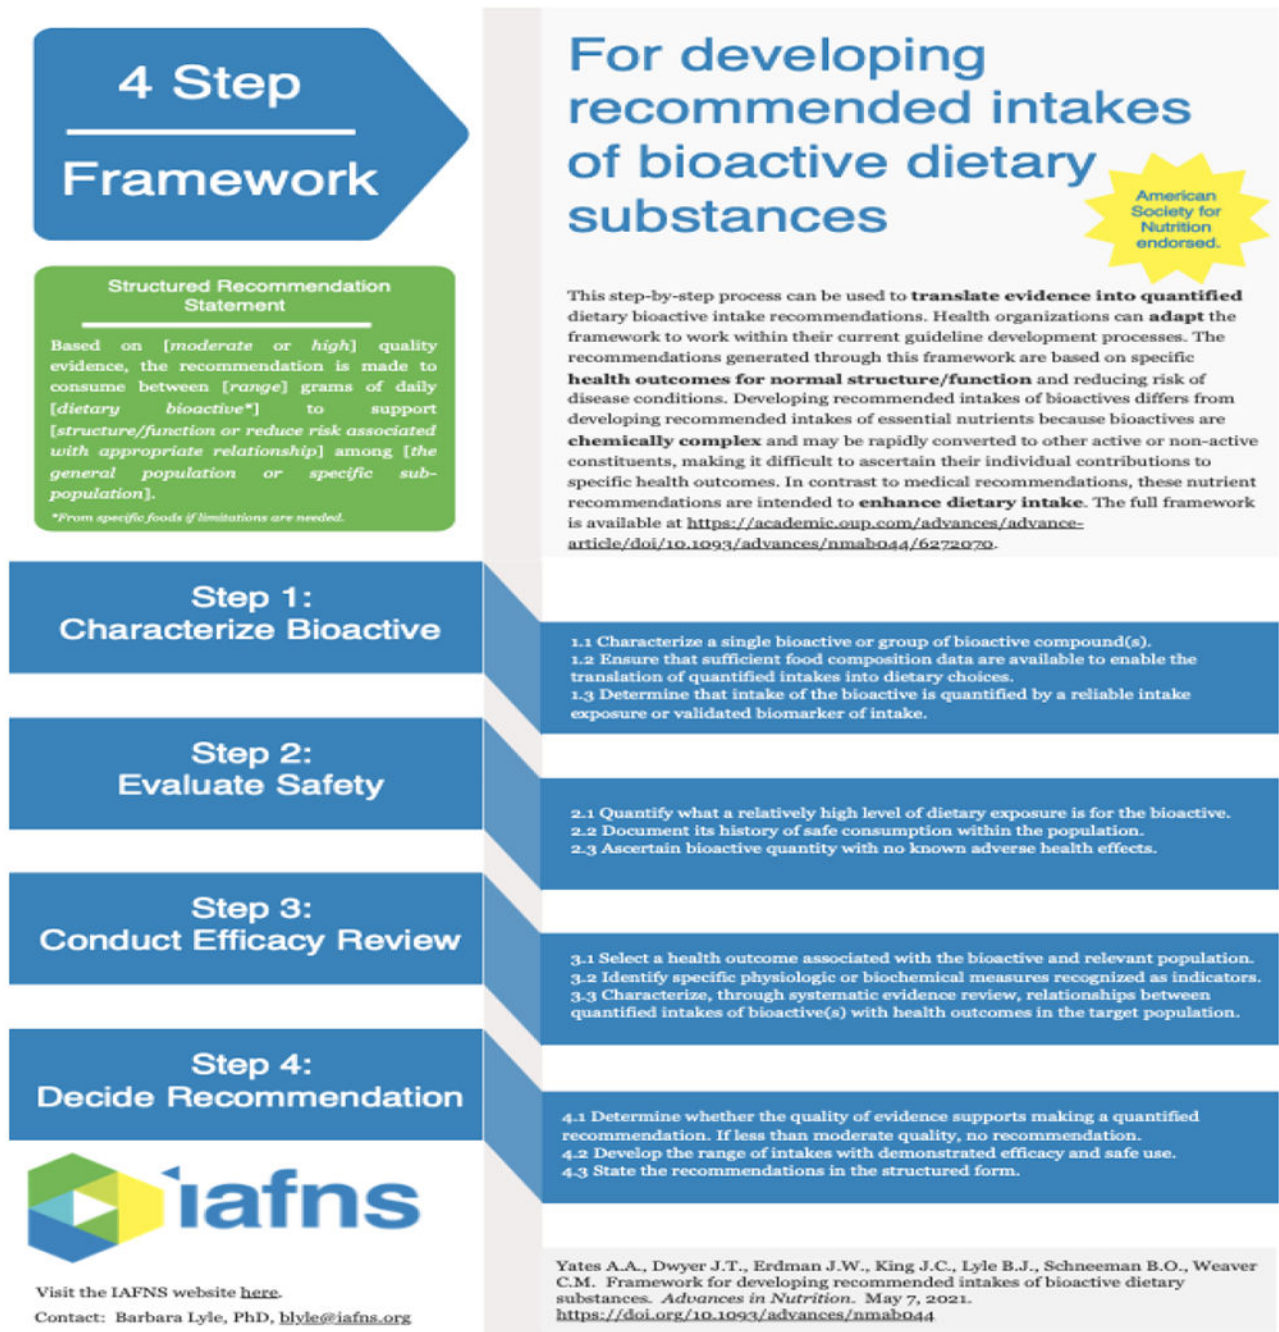 4 Step
Framework
For developing
recommended intakes
of bioactive dietary
substances
American
Society for
Nutrition
endorsed.
Structured Recommendation
Statement
Based on [moderate or high] quality
evidence, the recommendation is made to
consume between [range] grams of daily
[dietary bioactive*] to support
[structure/function or reduce risk associated
with appropriate relationship] among [the
general population or specific sub-
population].
*From specific foods if limitations are needed.
This step-by-step process can be used to translate evidence into quantified
dietary bioactive intake recommendations. Health organizations can adapt the
framework to work within their current guideline development processes. The
recommendations generated through this framework are based on specific
health outcomes for normal structure/function and reducing risk of
disease conditions. Developing recommended intakes of bioactives differs from
developing recommended intakes of essential nutrients because bioactives are
chemically complex and may be rapidly converted to other active or non-active
constituents, making it difficult to ascertain their individual contributions to
specific health outcomes. In contrast to medical recommendations, these nutrient
recommendations are intended to enhance dietary intake. The full framework
is available at https://academic.oup.com/advances/advance-
article/doi/10.1093/advances/nmab044/6272070.
Step 1:
Characterize Bioactive
1.1 Characterize a single bioactive or group of bioactive compound(s).
1.2 Ensure that sufficient food composition data are available to enable the
translation of quantified intakes into dietary choices.
1.3 Determine that intake of the bioactive is quantified by a reliable intake
exposure or validated biomarker of intake.
Step 2:
Evaluate Safety
2.1 Quantify what a relatively high level of dietary exposure is for the bioactive.
2.2 Document its history of safe consumption within the population.
2.3 Ascertain bioactive quantity with no known adverse health effects.
Step 3:
Conduct Efficacy Review
3.1 Select a health outcome associated with the bioactive and relevant population.
3.2 Identify specific physiologic or biochemical measures recognized as indicators.
3.3 Characterize, through systematic evidence review, relationships between
quantified intakes of bioactive(s) with health outcomes in the target population.
Step 4:
Decide Recommendation
4.1 Determine whether the quality of evidence supports making a quantified
recommendation. If less than moderate quality, no recommendation.
4.2 Develop the range of intakes with demonstrated efficacy and safe use.
4.3 State the recommendations in the structured form.
iafns
Visit the IAFNS website here.
Contact: Barbara Lyle, PhD, blyle@iafns.org
Yates A.A., Dwyer J.T., Erdman J.W., King J.C., Lyle B.J., Schneeman B.O., Weaver
C.M. Framework for developing recommended intakes of bioactive dietary
substances. Advances in Nutrition. May 7, 2021.
https://doi.org/10.1093/advances/nmab044